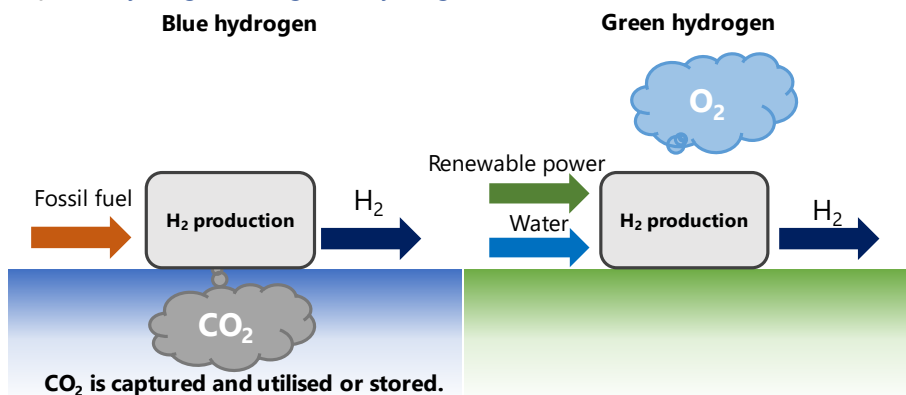 Blue hydrogen
Green hydrogen
O₂
Fossil fuel
H₂ production
H₂
Renewable power
Water
H₂ production
H₂
CO₂
CO₂ is captured and utilised or stored.